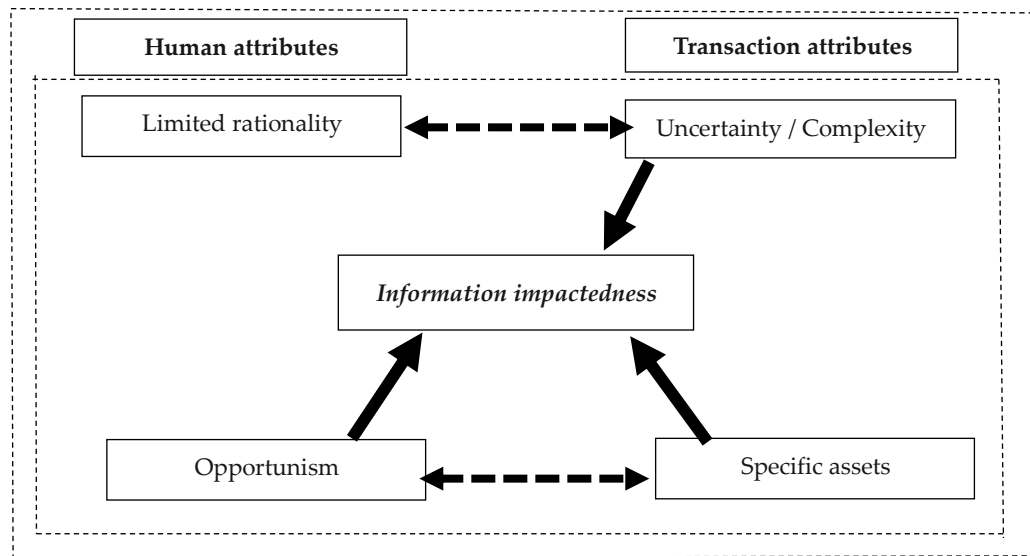 Human attributes
Transaction attributes
Limited rationality
Uncertainty / Complexity
Information impactedness
Opportunism
Specific assets